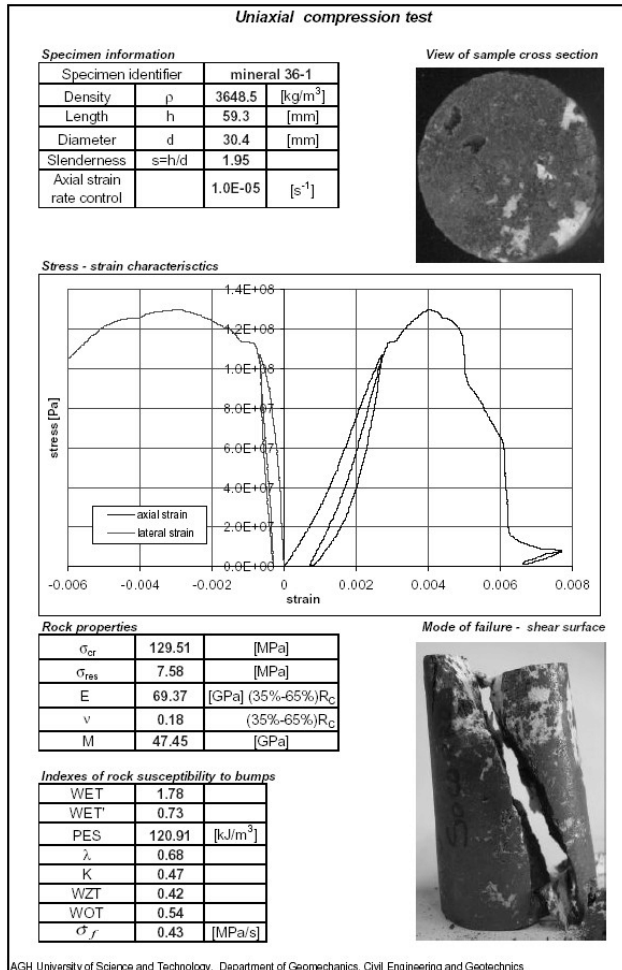 Uniaxial compression test
Specimen information
View of sample cross section
Specimen identifier mineral 36-1
Density ρ 3648.5 [kg/m³]
Length h 59.3 [mm]
Diameter d 30.4 [mm]
Slenderness s=h/d 1.95
Axial strain rate control 1.0E-05 [s⁻¹]
Stress - strain characterisctics
1.4E+08
1.2E+08
1.0E+08
8.0E+07
6.0E+07
4.0E+07
2.0E+07
0.0E+00
stress [Pa]
axial strain
lateral strain
-0.006 -0.004 -0.002 0 0.002 0.004 0.006 0.008
strain
Rock properties
σcr 129.51 [MPa]
σres 7.58 [MPa]
E 69.37 [GPa] (35%-65%)RC
ν 0.18 (35%-65%)RC
M 47.45 [GPa]
Mode of failure - shear surface
Indexes of rock susceptibility to bumps
WET 1.78
WET' 0.73
PES 120.91 [kJ/m³]
λ 0.68
K 0.47
WZT 0.42
WOT 0.54
σf 0.43 [MPa/s]
AGH University of Science and Technology, Department of Geomechanics, Civil Engineering and Geotechnics